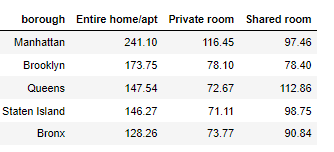 borough Entire home/apt Private room Shared room
Manhattan 241.10 116.45 97.46
Brooklyn 173.75 78.10 78.40
Queens 147.54 72.67 112.86
Staten Island 146.27 71.11 98.75
Bronx 128.26 73.77 90.84